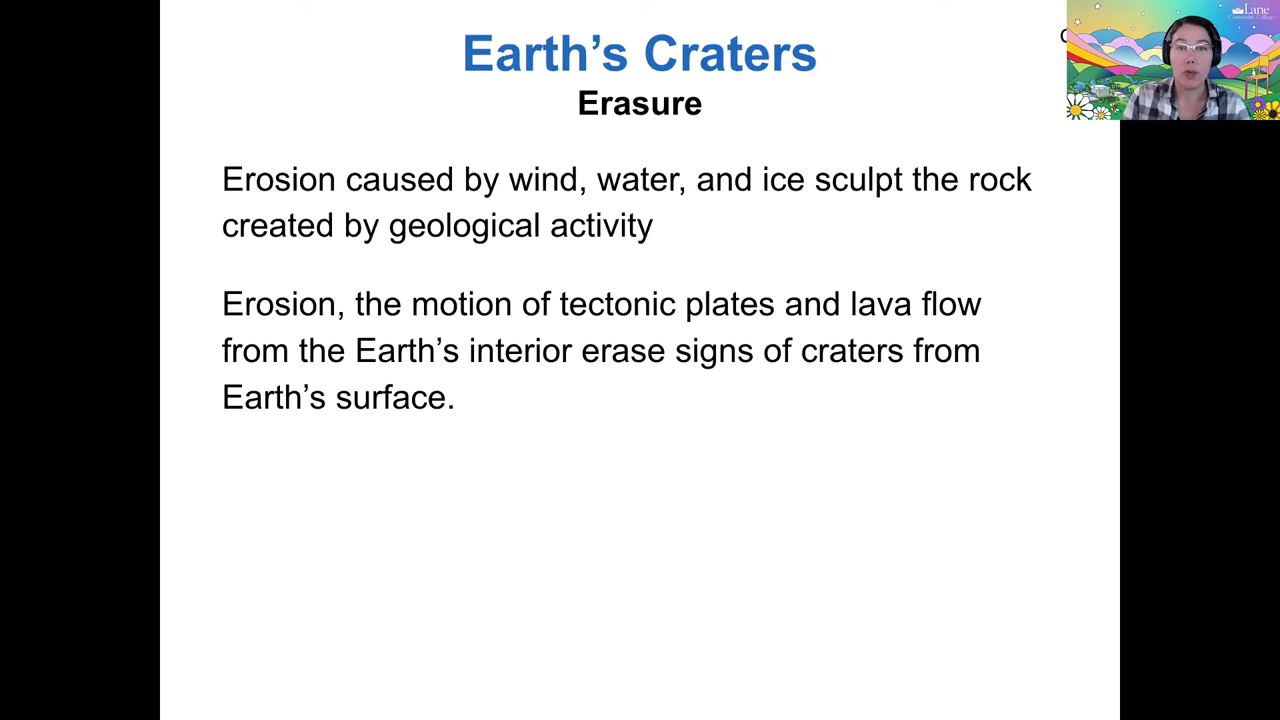 Earth's Craters
Erasure
Erosion caused by wind, water, and ice sculpt the rock
created by geological activity
Erosion, the motion of tectonic plates and lava flow
from the Earth's interior erase signs of craters from
Earth's surface.
Lane
Community College